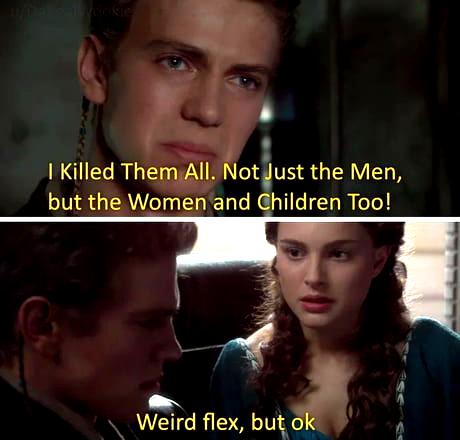 I Killed Them All. Not Just the Men,
but the Women and Children Too!
Weird flex, but ok